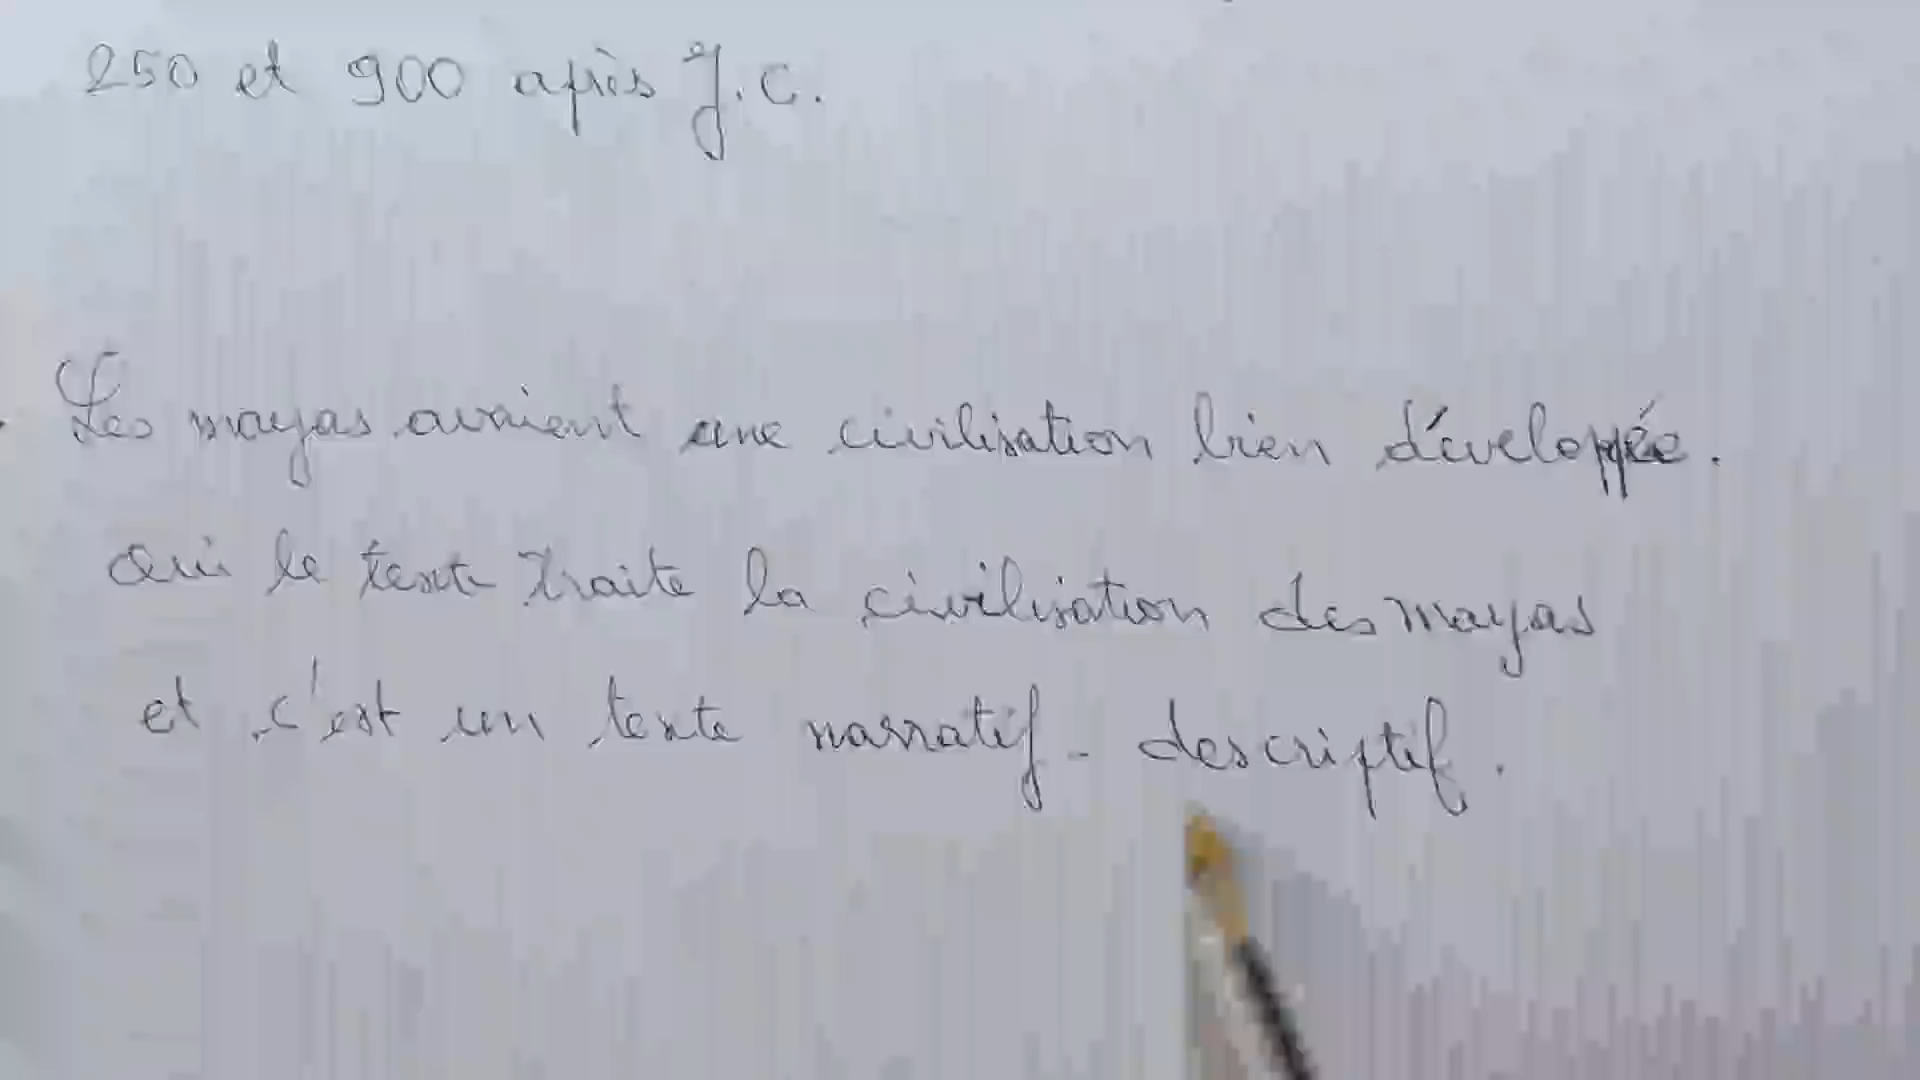 250 et 900 après J.C.
Les mayas avaient une civilisation bien développée.
Oui le texte traite la civilisation des mayas
et c'est un texte narratif - descriptif.